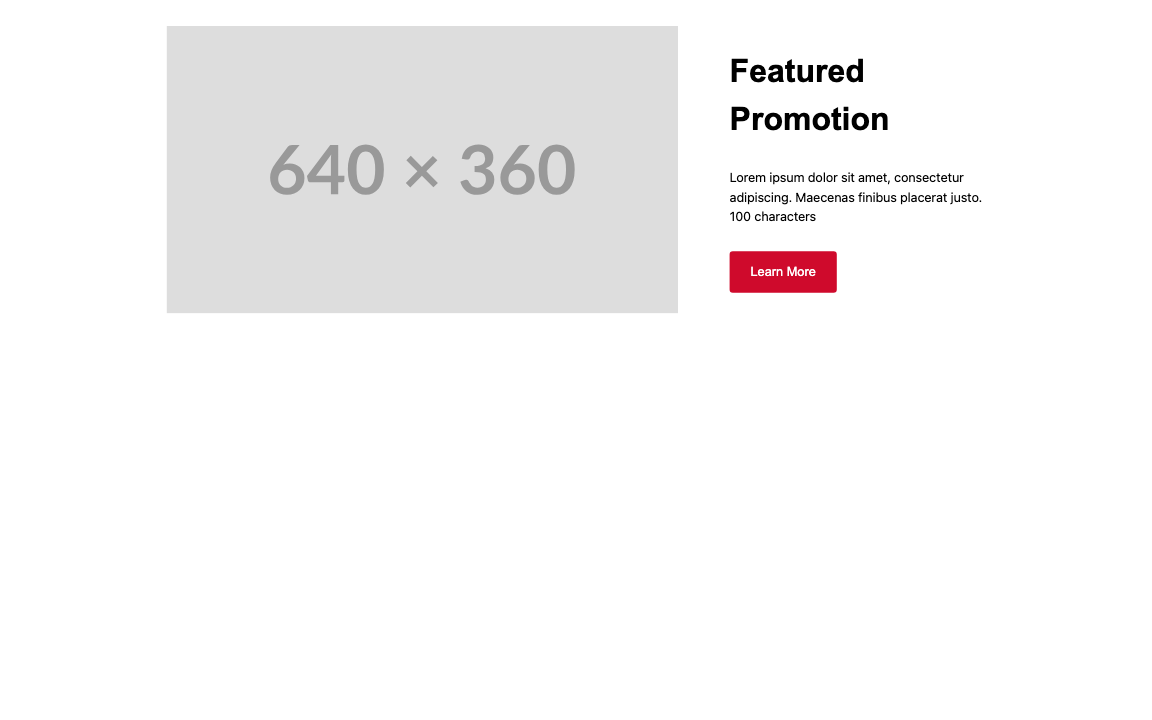 640 × 360
Featured
Promotion
Lorem ipsum dolor sit amet, consectetur
adipiscing. Maecenas finibus placerat justo.
100 characters
Learn More